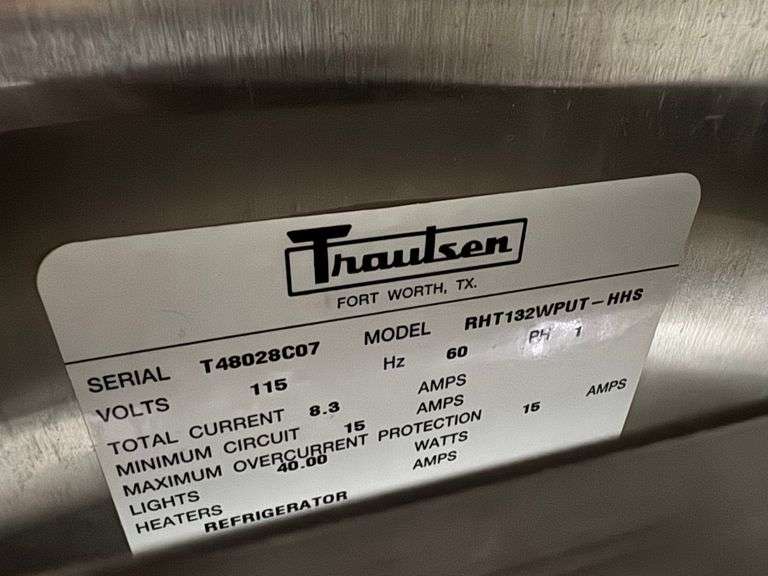 Traulsen
FORT WORTH, TX.
SERIAL T48028C07 MODEL RHT132WPUT-HHS
VOLTS 115 Hz 60 PH 1
TOTAL CURRENT 8.3 AMPS
MINIMUM CIRCUIT 15 AMPS
MAXIMUM OVERCURRENT PROTECTION 15 AMPS
LIGHTS 40.00 WATTS
HEATERS AMPS
REFRIGERATOR